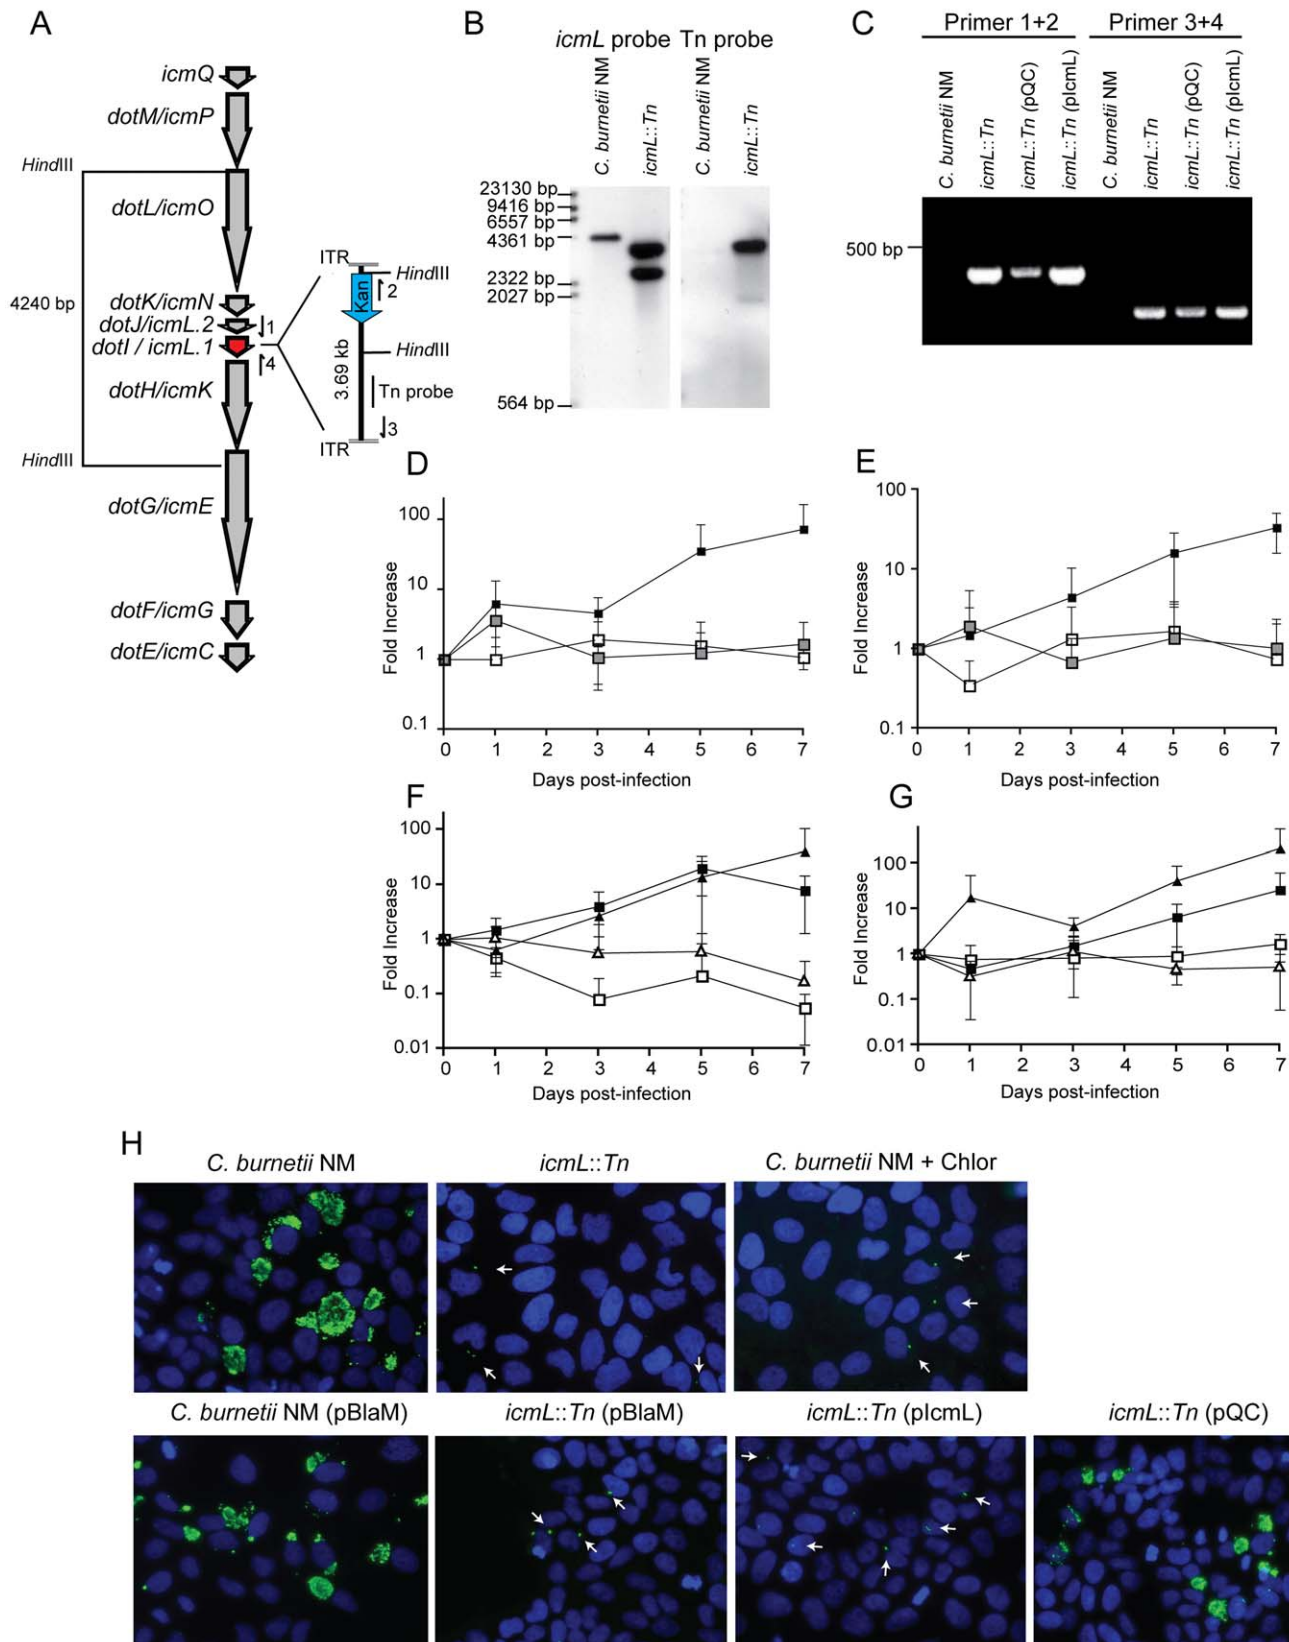 A
icmQ
dotM/icmP
HindIII
dotL/icmO
4240 bp
dotK/icmN
dotJ/icmL.2
1
dotI / icmL.1
4
dotH/icmK
HindIII
dotG/icmE
dotF/icmG
dotE/icmC
ITR
HindIII
Kan
2
HindIII
3.69 kb
Tn probe
3
ITR
B
icmL probe
Tn probe
C. burnetii NM
icmL::Tn
C. burnetii NM
icmL::Tn
23130 bp
9416 bp
6557 bp
4361 bp
2322 bp
2027 bp
564 bp
C
Primer 1+2
Primer 3+4
C. burnetii NM
icmL::Tn
icmL::Tn (pQC)
icmL::Tn (pIcmL)
C. burnetii NM
icmL::Tn
icmL::Tn (pQC)
icmL::Tn (pIcmL)
500 bp
D
Fold Increase
100
10
1
0.1
0 1 2 3 4 5 6 7
Days post-infection
E
Fold Increase
100
10
1
0.1
0 1 2 3 4 5 6 7
Days post-infection
F
Fold Increase
100
10
1
0.1
0.01
0 1 2 3 4 5 6 7
Days post-infection
G
Fold Increase
100
10
1
0.1
0.01
0 1 2 3 4 5 6 7
Days post-infection
H
C. burnetii NM
icmL::Tn
C. burnetii NM + Chlor
C. burnetii NM (pBlaM)
icmL::Tn (pBlaM)
icmL::Tn (pIcmL)
icmL::Tn (pQC)